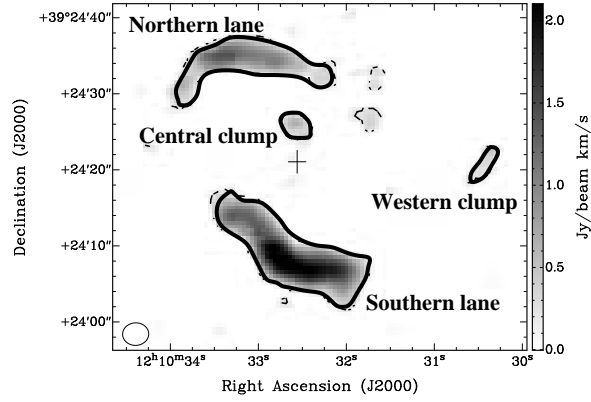 +39°24′40″
Northern lane
2.0
+24′30″
1.5
Central clump
+24′20″
Declination (J2000)
1.0
Jy/beam km/s
Western clump
+24′10″
0.5
Southern lane
+24′00″
0.0
12ʰ10ᵐ34ˢ 33ˢ 32ˢ 31ˢ 30ˢ
Right Ascension (J2000)